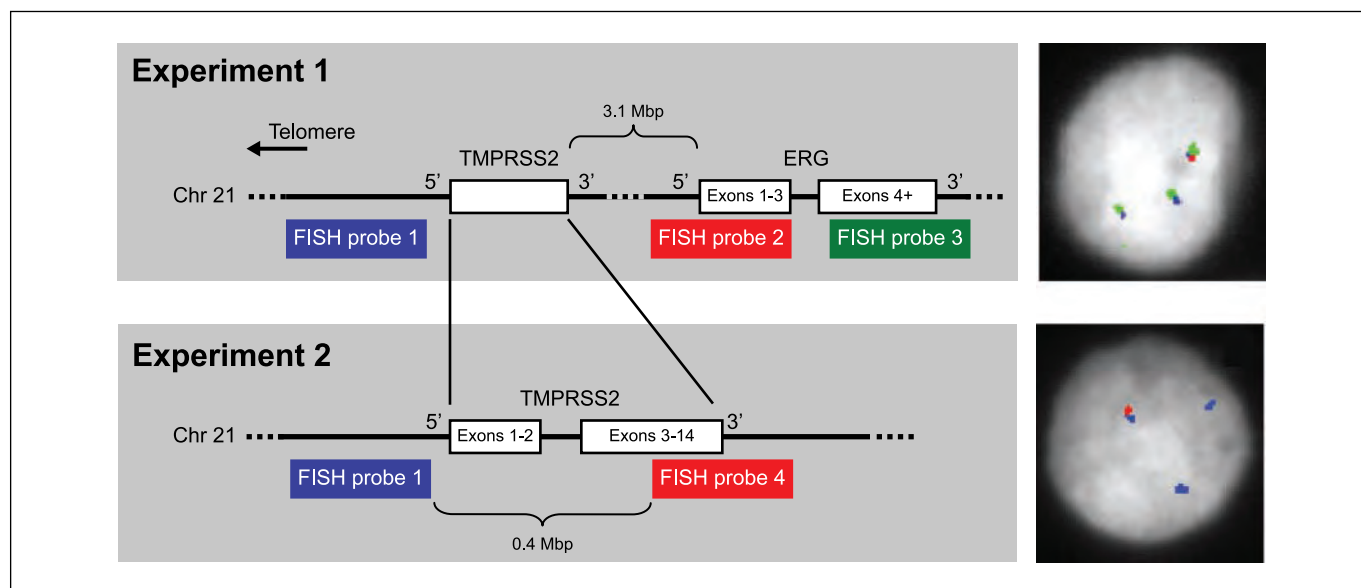 Experiment 1
3.1 Mbp
Telomere
TMPRSS2
ERG
Chr 21
5’
3’
5’
Exons 1-3
Exons 4+
3’
FISH probe 1
FISH probe 2
FISH probe 3
Experiment 2
TMPRSS2
Chr 21
5’
Exons 1-2
Exons 3-14
3’
FISH probe 1
FISH probe 4
0.4 Mbp